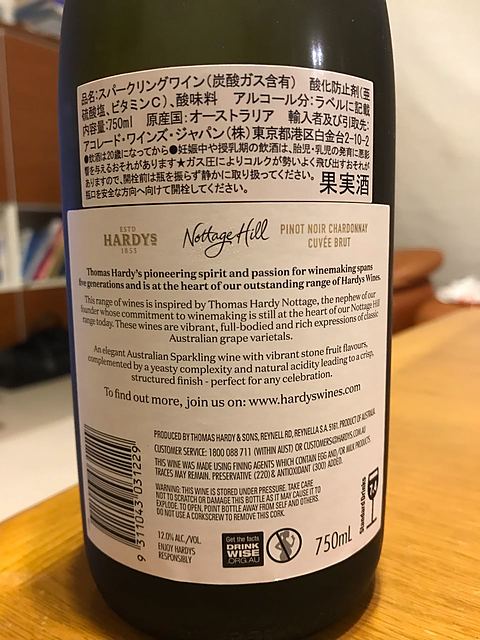 品名:スパークリングワイン(炭酸ガス含有) 酸化防止剤(亜
硫酸塩、ビタミンC)、酸味料 アルコール分:ラベルに記載
内容量:750ml 原産国:オーストラリア 輸入者及び引取先:
アコレード・ワインズ・ジャパン(株)東京都港区白金台2-10-2
●飲酒は20歳になってから●妊娠中や授乳期の飲酒は、胎児・乳児の発育に悪影
響を与えるおそれがあります★ガス圧によりコルクが勢いよく飛び出すおそれが
ありますので、開栓前は瓶を振らず静かに取り扱ってください。
瓶口を安全な方向へ向けて開栓してください。
果実酒
ESTD
HARDYS
1853
Nottage Hill
PINOT NOIR CHARDONNAY
CUVÉE BRUT
Thomas Hardy's pioneering spirit and passion for winemaking spans
five generations and is at the heart of our outstanding range of Hardys Wines.
This range of wines is inspired by Thomas Hardy Nottage, the nephew of our
founder whose commitment to winemaking is still at the heart of our Nottage Hill
range today. These wines are vibrant, full-bodied and rich expressions of classic
Australian grape varietals.
An elegant Australian Sparkling wine with vibrant stone fruit flavours,
complemented by a yeasty complexity and natural acidity leading to a crisp,
structured finish - perfect for any celebration.
To find out more, join us on: www.hardyswines.com
PRODUCED BY THOMAS HARDY & SONS, REYNELL RD, REYNELLA S.A. 5161. PRODUCT OF AUSTRALIA
CUSTOMER SERVICE: 1800 088 711 (WITHIN AUST) OR CUSTOMERS@HARDYS.COM.AU
THIS WINE WAS MADE USING FINING AGENTS WHICH CONTAIN EGG AND/OR MILK PRODUCTS.
TRACES MAY REMAIN. PRESERVATIVE (220) & ANTIOXIDANT (300) ADDED.
WARNING: THIS WINE IS STORED UNDER PRESSURE. TAKE CARE
NOT TO SCRATCH OR DAMAGE THIS BOTTLE AS IT MAY CAUSE IT TO
EXPLODE. TO OPEN, POINT BOTTLE AWAY FROM SELF AND OTHERS.
DO NOT USE A CORKSCREW TO REMOVE THIS CORK.
9 311043 031229
12.0% ALC./VOL.
ENJOY HARDYS
RESPONSIBLY
Get the facts
DRINK
WISE
.ORG.AU
750mL
Standard Drinks